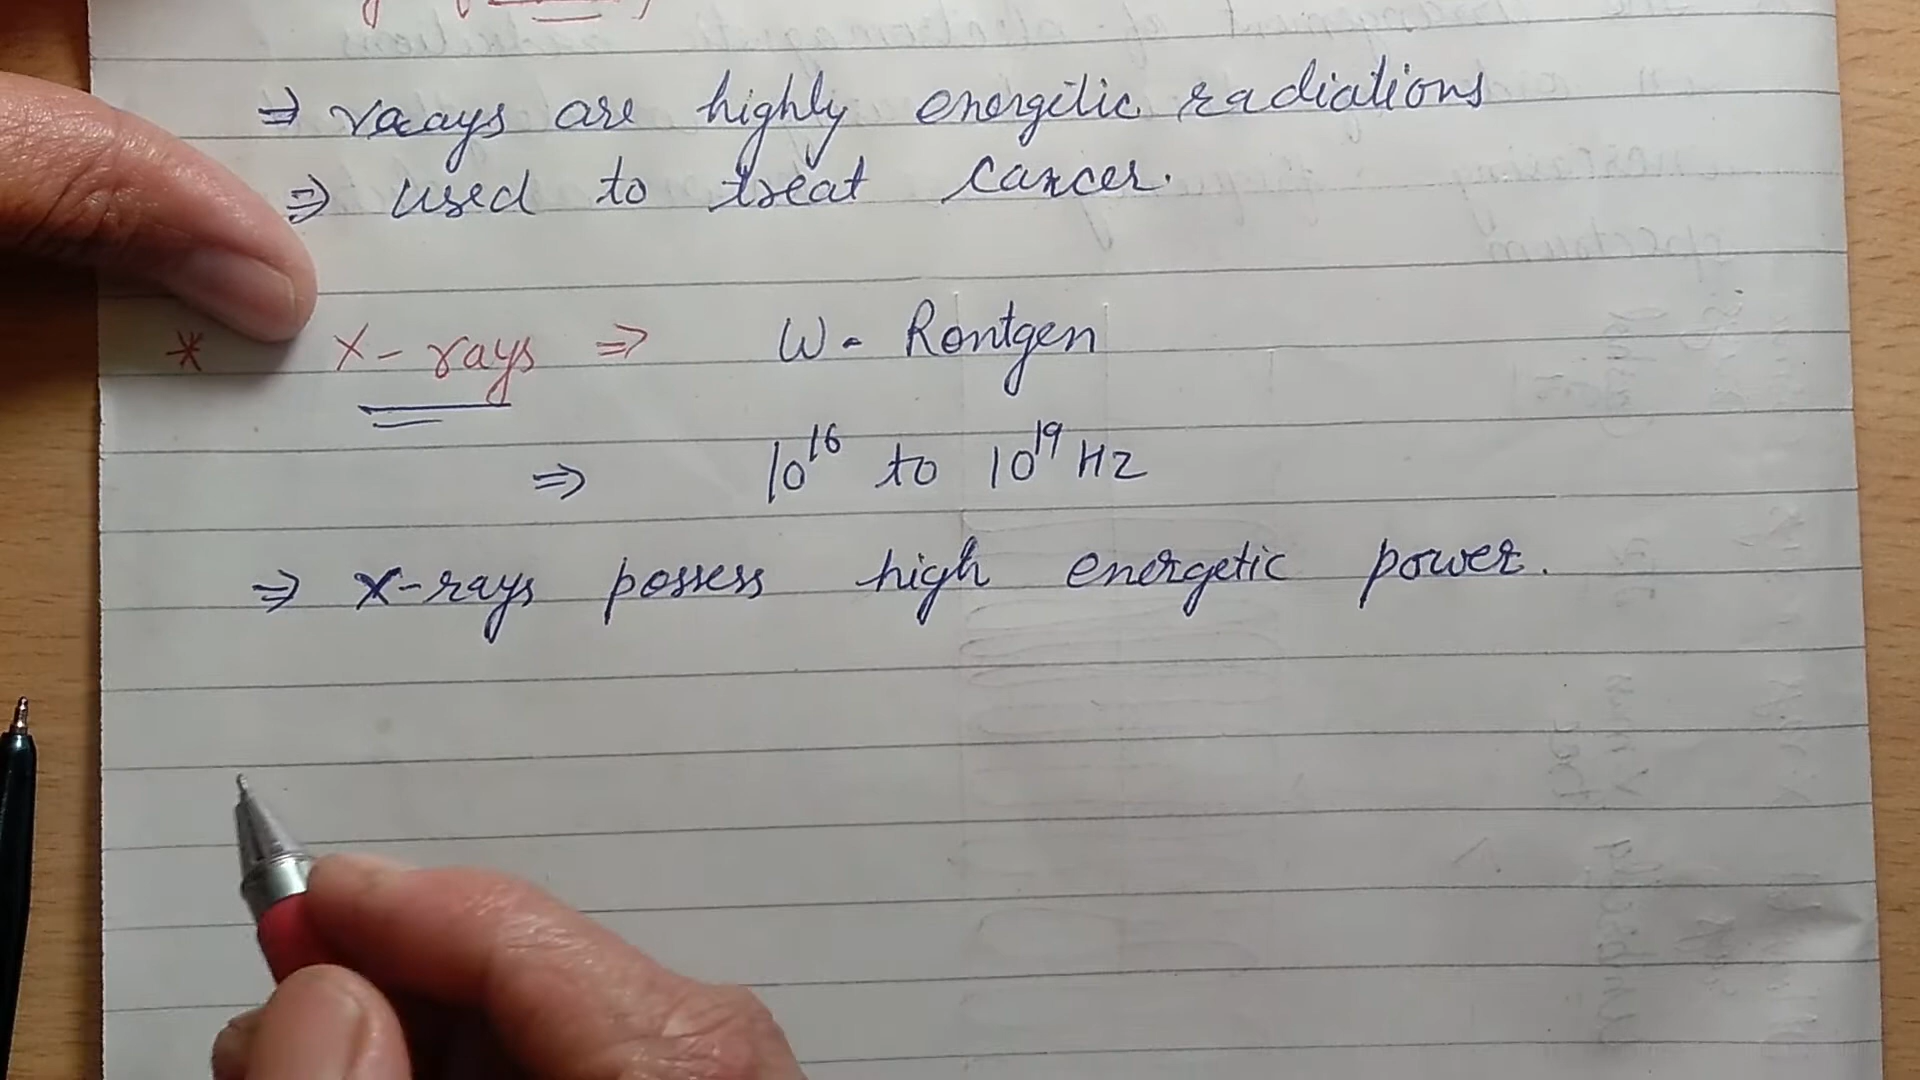 ⇒ rays are highly energitic radiations
⇒ used to treat cancer.
* X-rays ⇒ W. Rontgen
⇒ 10^16 to 10^19 Hz
⇒ X-rays possess high energetic power.